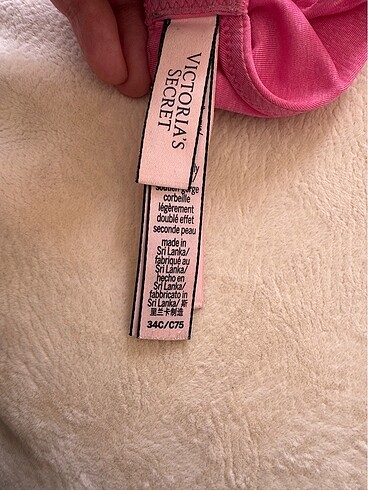 VICTORIA'S
SECRET
soutien-gorge
corbeille
légèrement
doublé effet
seconde peau
made in
Sri Lanka/
fabriqué au
Sri Lanka/
hecho en
Sri Lanka/
fabbricato in
Sri Lanka/ 斯
里兰卡制造
34C/C75